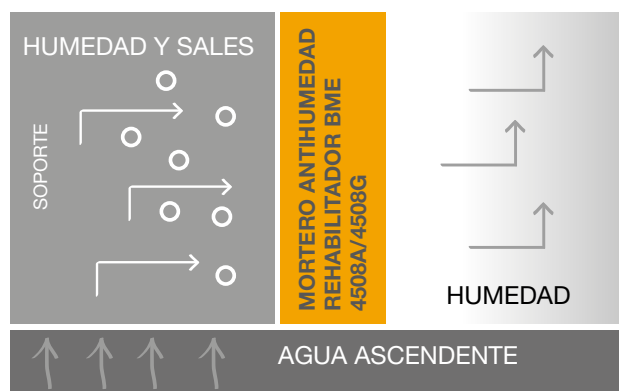 HUMEDAD Y SALES
SOPORTE
MORTERO ANTIHUMEDAD
REHABILITADOR BME
4508A/4508G
HUMEDAD
AGUA ASCENDENTE